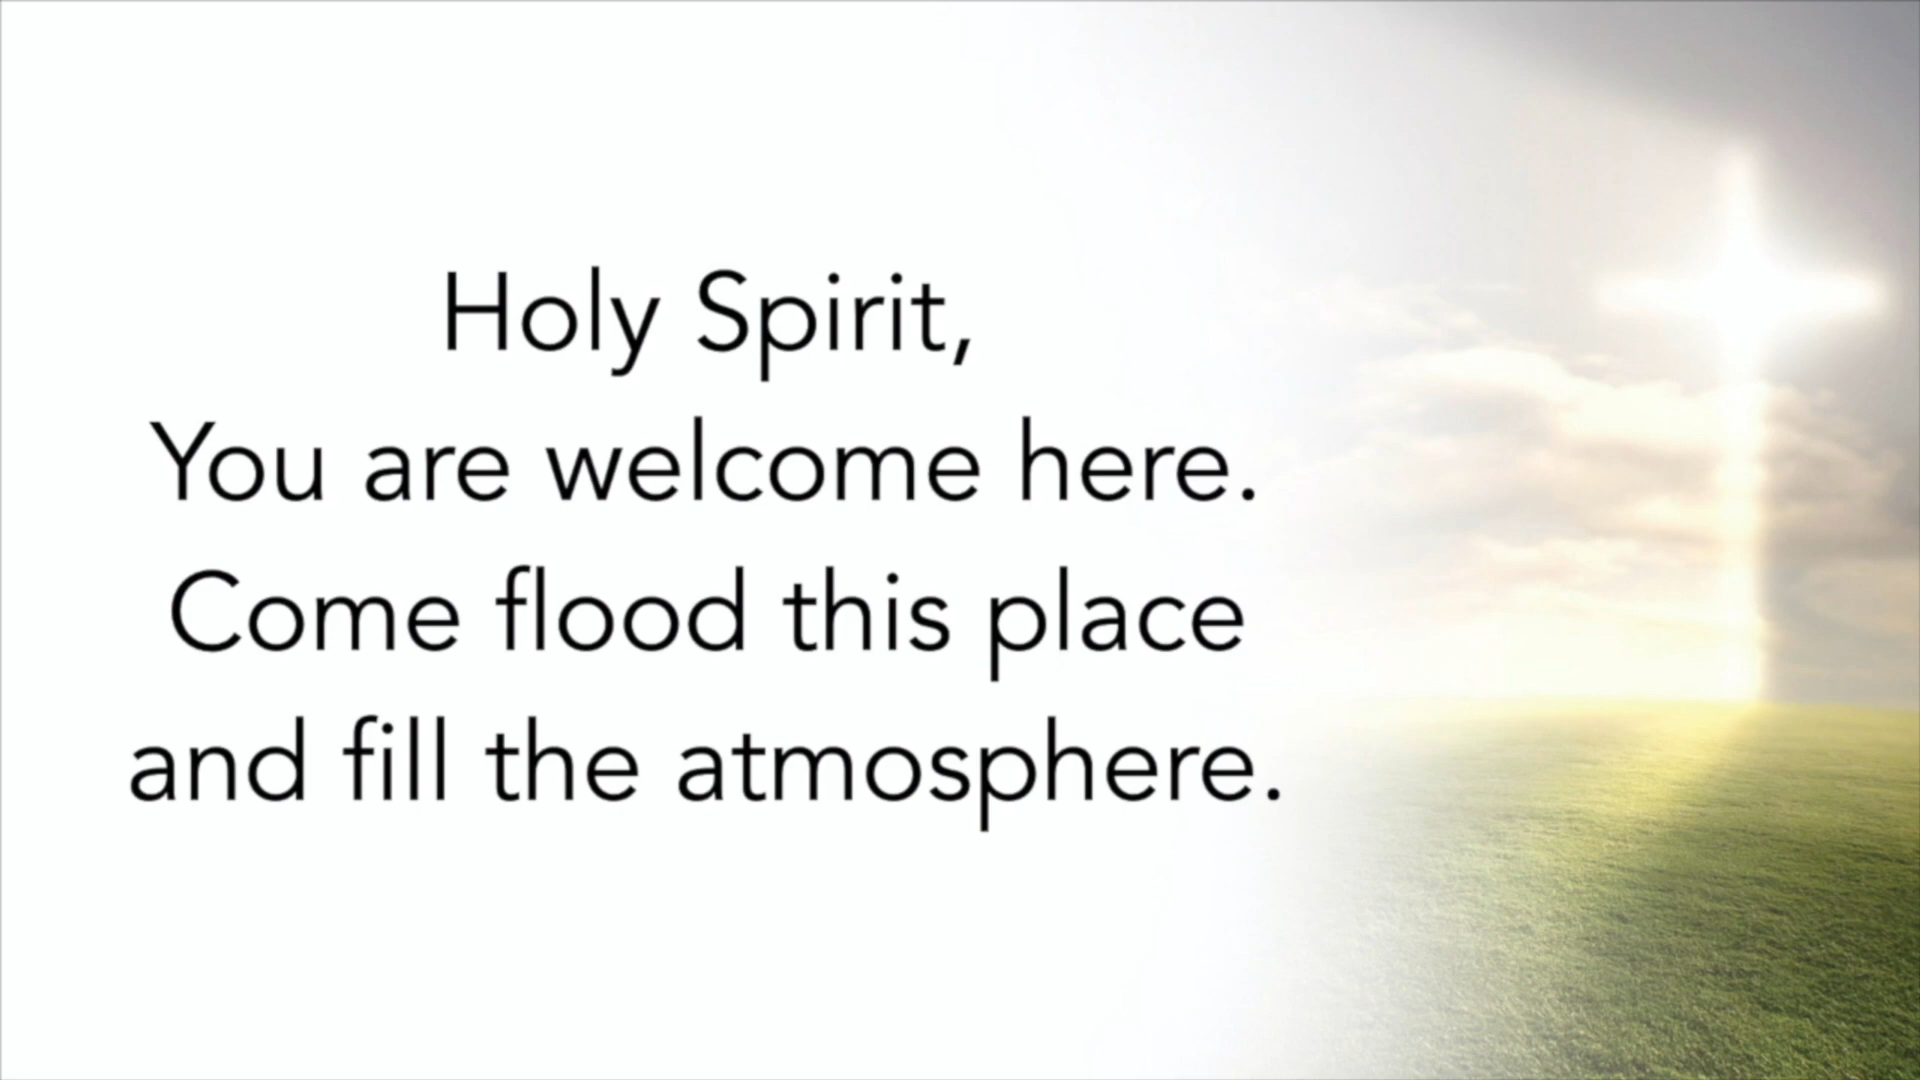 Holy Spirit,
You are welcome here.
Come flood this place
and fill the atmosphere.